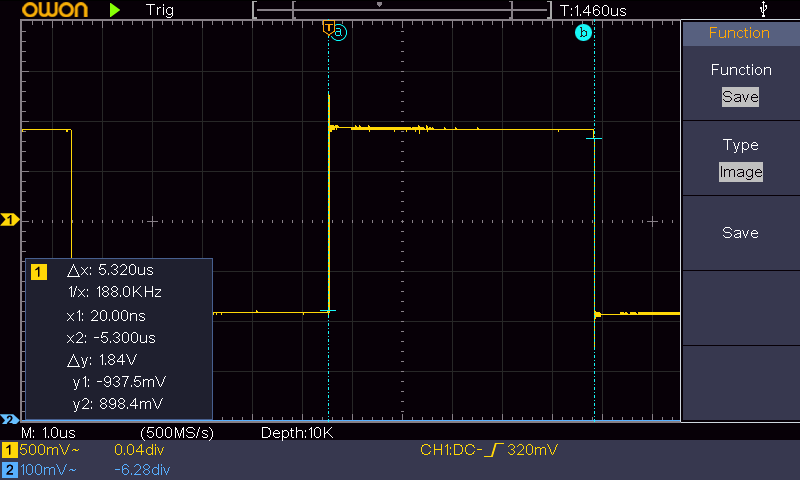 owon Trig T:1.460us
T a b
Function
Function
Save
Type
Image
Save
1
1 △x: 5.320us
1/x: 188.0KHz
x1: 20.00ns
x2: -5.300us
△y: 1.84V
y1: -937.5mV
y2: 898.4mV
2
M: 1.0us (500MS/s) Depth:10K
1 500mV~ 0.04div CH1:DC- 320mV
2 100mV~ -6.28div